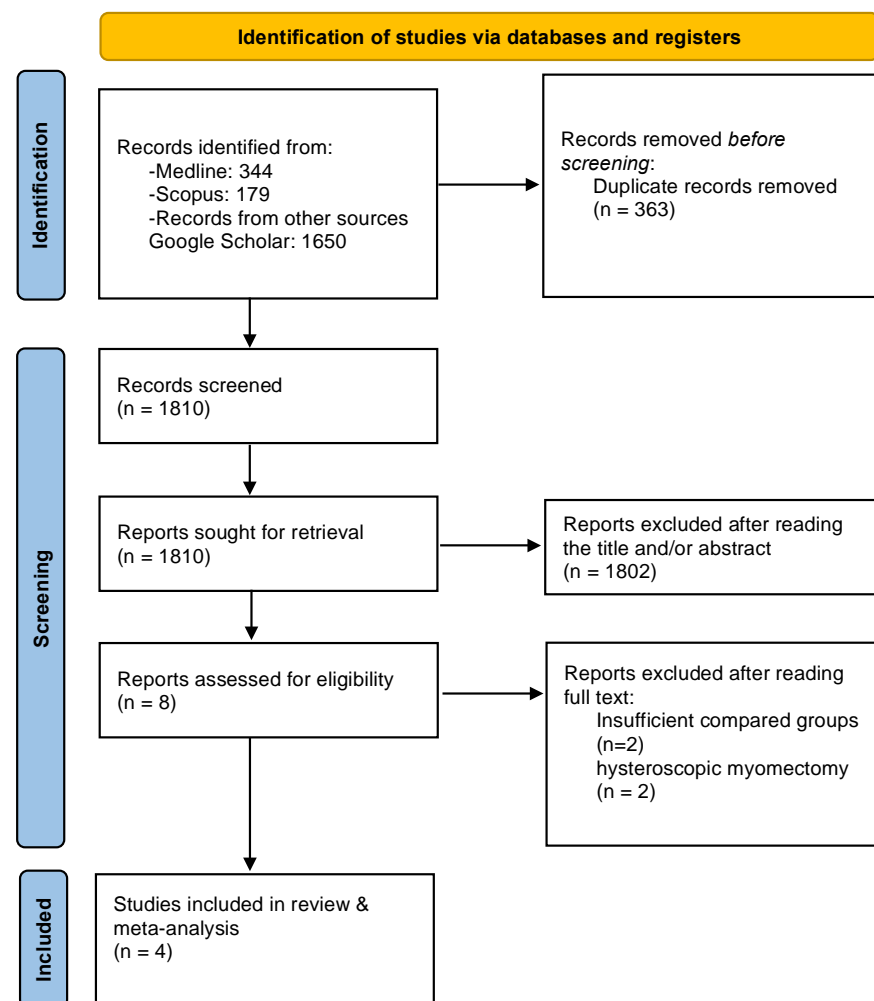 Identification of studies via databases and registers
Identification
Records identified from:
-Medline: 344
-Scopus: 179
-Records from other sources
Google Scholar: 1650
Records removed before
screening:
Duplicate records removed
(n = 363)
Screening
Records screened
(n = 1810)
Reports sought for retrieval
(n = 1810)
Reports excluded after reading
the title and/or abstract
(n = 1802)
Reports assessed for eligibility
(n = 8)
Reports excluded after reading
full text:
Insufficient compared groups
(n=2)
hysteroscopic myomectomy
(n = 2)
Included
Studies included in review &
meta-analysis
(n = 4)